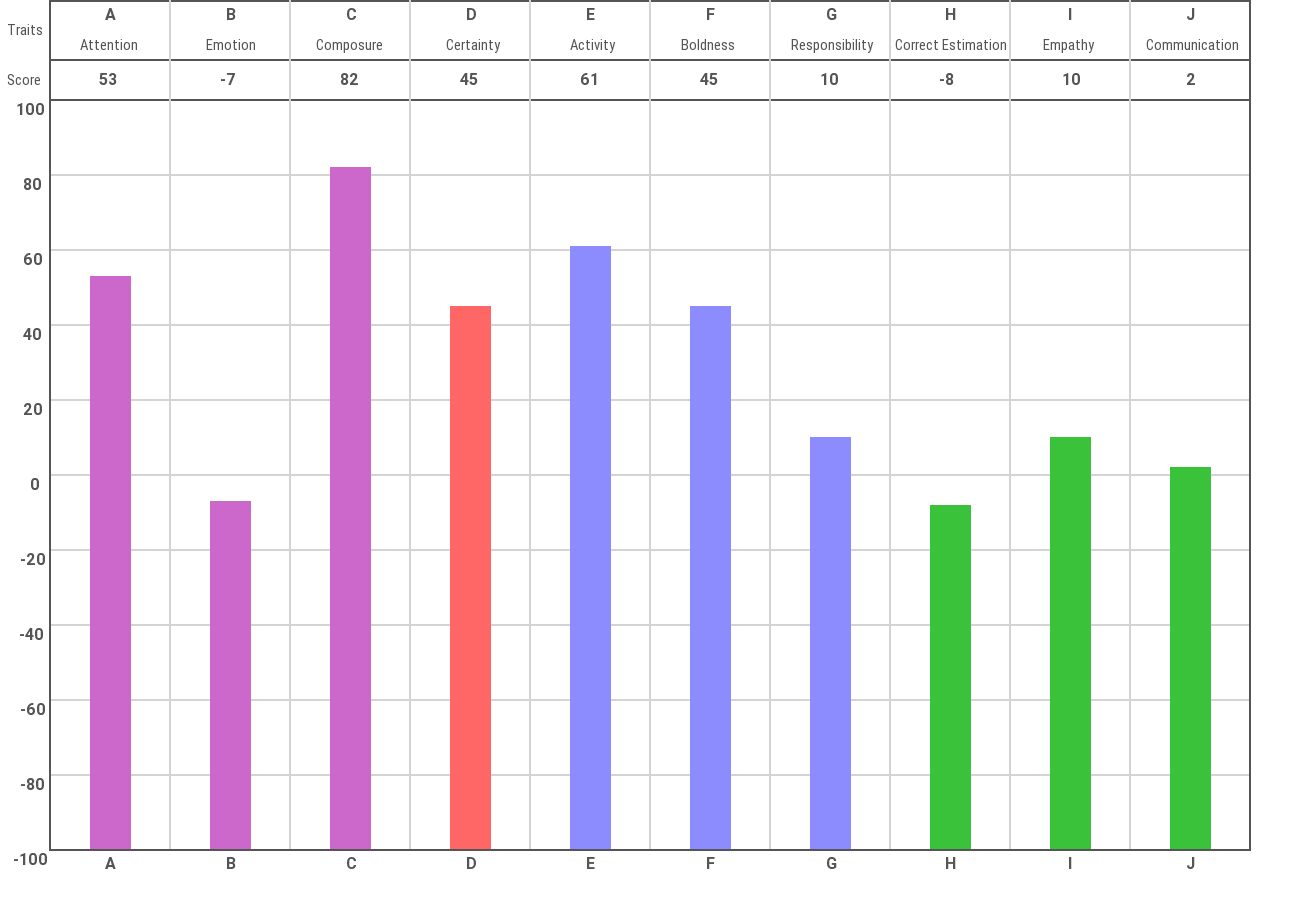 A B C D E F G H I J
Traits
Attention Emotion Composure Certainty Activity Boldness Responsibility Correct Estimation Empathy Communication
Score 53 -7 82 45 61 45 10 -8 10 2
100
80
60
40
20
0
-20
-40
-60
-80
-100
A B C D E F G H I J